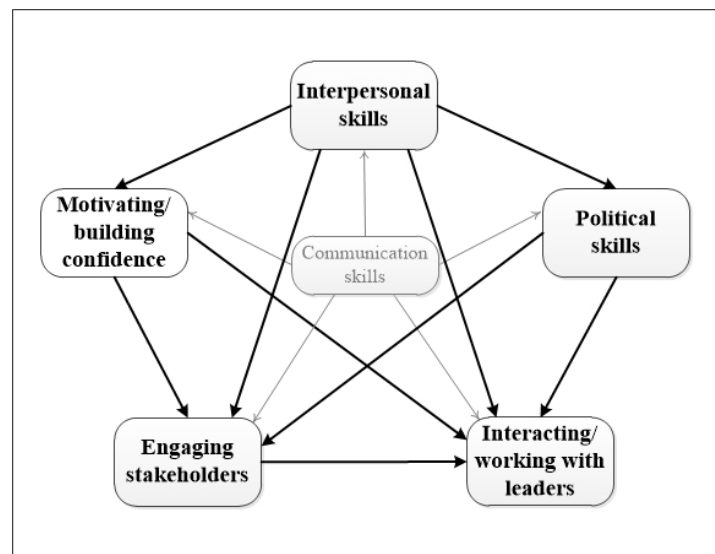 Interpersonal
skills
Motivating/
building
confidence
Political
skills
Communication
skills
Engaging
stakeholders
Interacting/
working with
leaders